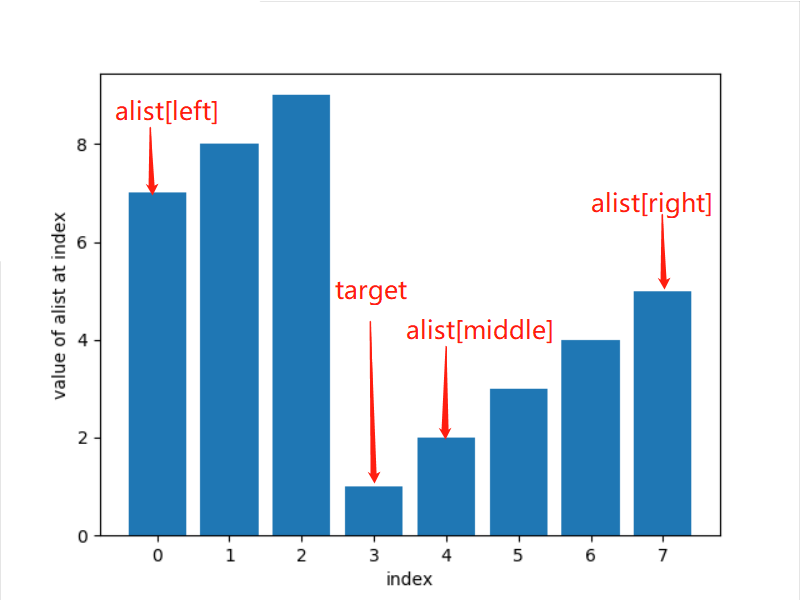 alist[left]
alist[right]
target
alist[middle]
8
6
4
2
0
value of alist at index
0 1 2 3 4 5 6 7
index